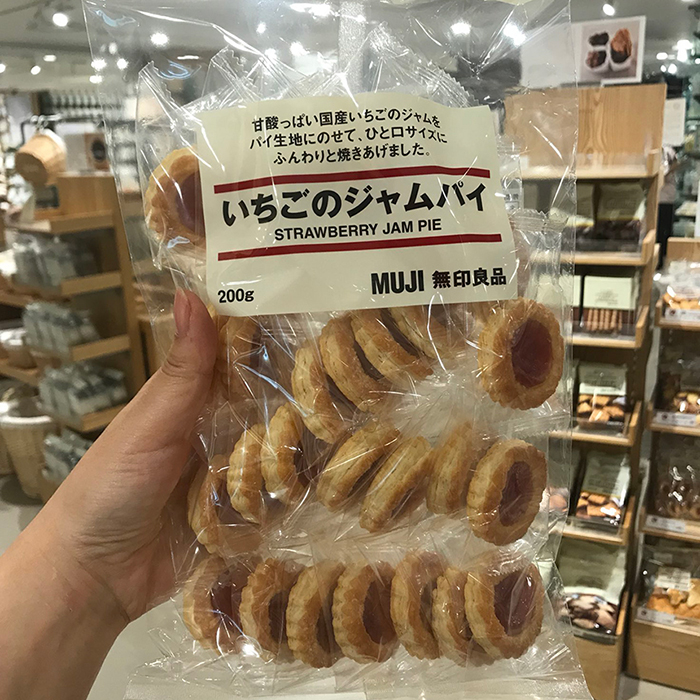 甘酸っぱい国産いちごのジャムを
パイ生地にのせて、ひと口サイズに
ふんわりと焼きあげました。
いちごのジャムパイ
STRAWBERRY JAM PIE
200g
MUJI 無印良品